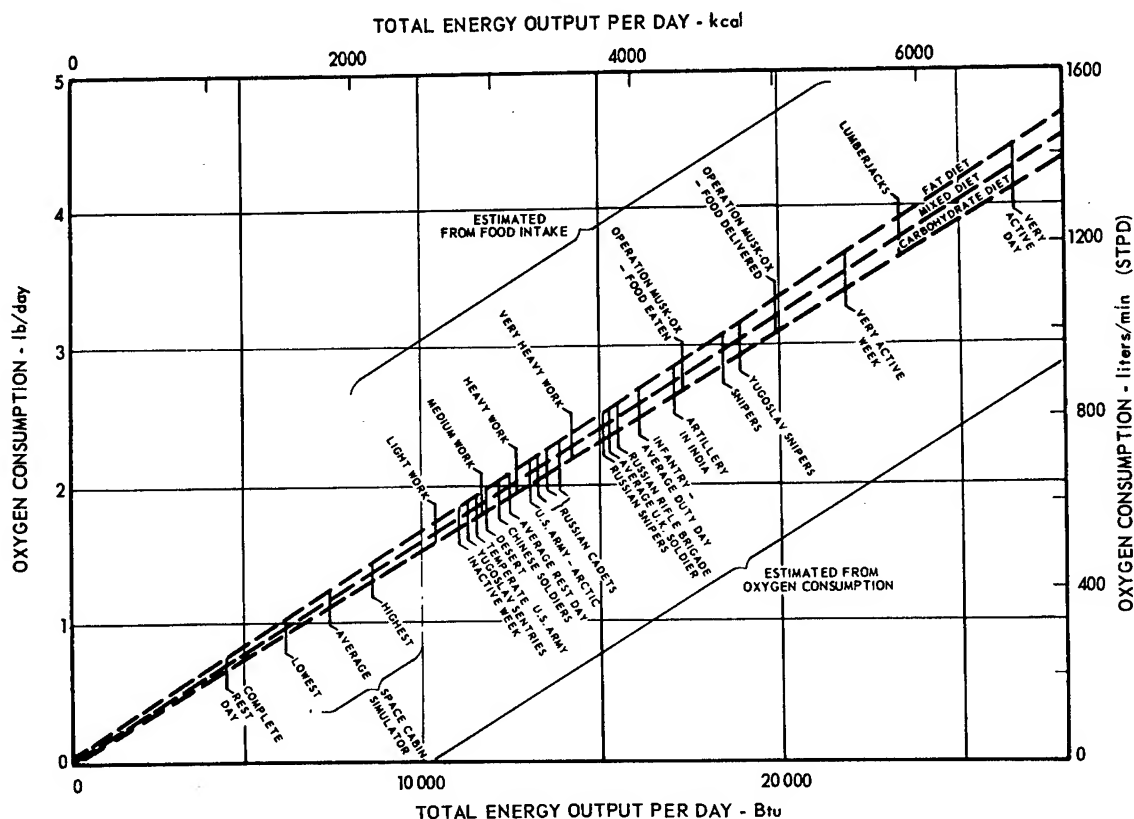 TOTAL ENERGY OUTPUT PER DAY - kcal
0
2000
4000
6000
5
4
3
2
1
0
OXYGEN CONSUMPTION - lb/day
1600
1200
800
400
0
OXYGEN CONSUMPTION - liters/min (STPD)
ESTIMATED
FROM FOOD INTAKE
LIGHT WORK
MEDIUM WORK
HEAVY WORK
VERY HEAVY WORK
OPERATION MUSK-OX
- FOOD EATEN
OPERATION MUSK-OX
- FOOD DELIVERED
LUMBERJACKS
FAT DIET
MIXED DIET
CARBOHYDRATE DIET
VERY
ACTIVE
DAY
VERY ACTIVE
WEEK
YUGOSLAV SNIPERS
SNIPERS
ARTILLERY
IN INDIA
INFANTRY -
AVERAGE DUTY DAY
RUSSIAN RIFLE BRIGADE
AVERAGE U.K. SOLDIER
RUSSIAN SNIPERS
RUSSIAN CADETS
U.S. ARMY - ARCTIC
AVERAGE REST DAY
CHINESE SOLDIERS
DESERT
TEMPERATE U.S. ARMY
YUGOSLAV SENTRIES
INACTIVE WEEK
HIGHEST
AVERAGE
LOWEST
SPACE CABIN
SIMULATOR
COMPLETE
REST
DAY
ESTIMATED FROM
OXYGEN CONSUMPTION
0
10 000
20 000
TOTAL ENERGY OUTPUT PER DAY - Btu